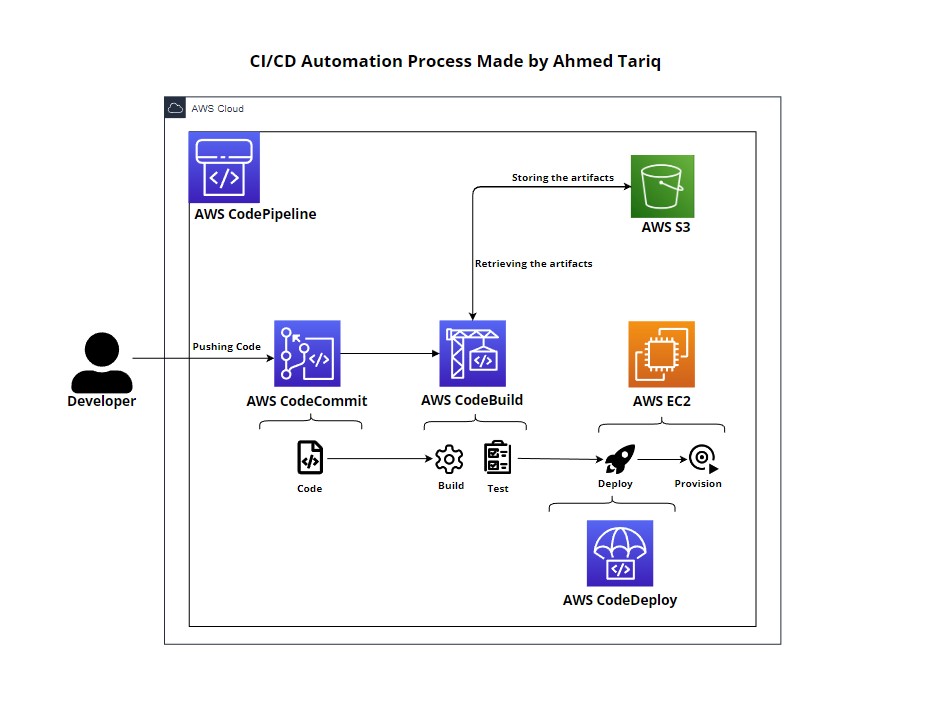 CI/CD Automation Process Made by Ahmed Tariq
AWS Cloud
AWS CodePipeline
Storing the artifacts
AWS S3
Retrieving the artifacts
Pushing Code
Developer
AWS CodeCommit
AWS CodeBuild
AWS EC2
Code
Build
Test
Deploy
Provision
AWS CodeDeploy